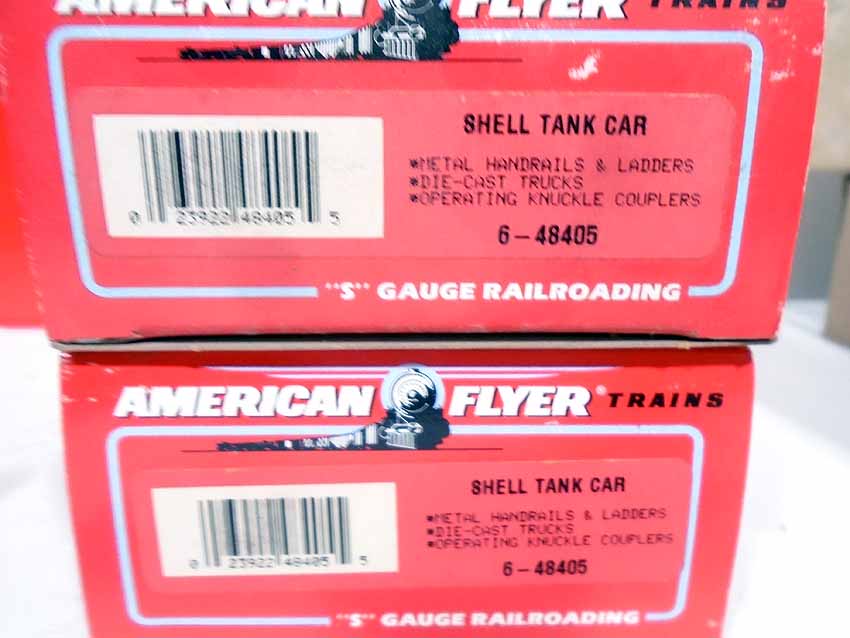 AMERICAN FLYER TRAINS
SHELL TANK CAR
*METAL HANDRAILS & LADDERS
*DIE-CAST TRUCKS
*OPERATING KNUCKLE COUPLERS
0 23922 48405 5
6-48405
"S" GAUGE RAILROADING
AMERICAN FLYER TRAINS
SHELL TANK CAR
*METAL HANDRAILS & LADDERS
*DIE-CAST TRUCKS
*OPERATING KNUCKLE COUPLERS
0 23922 48405 5
6-48405
"S" GAUGE RAILROADING